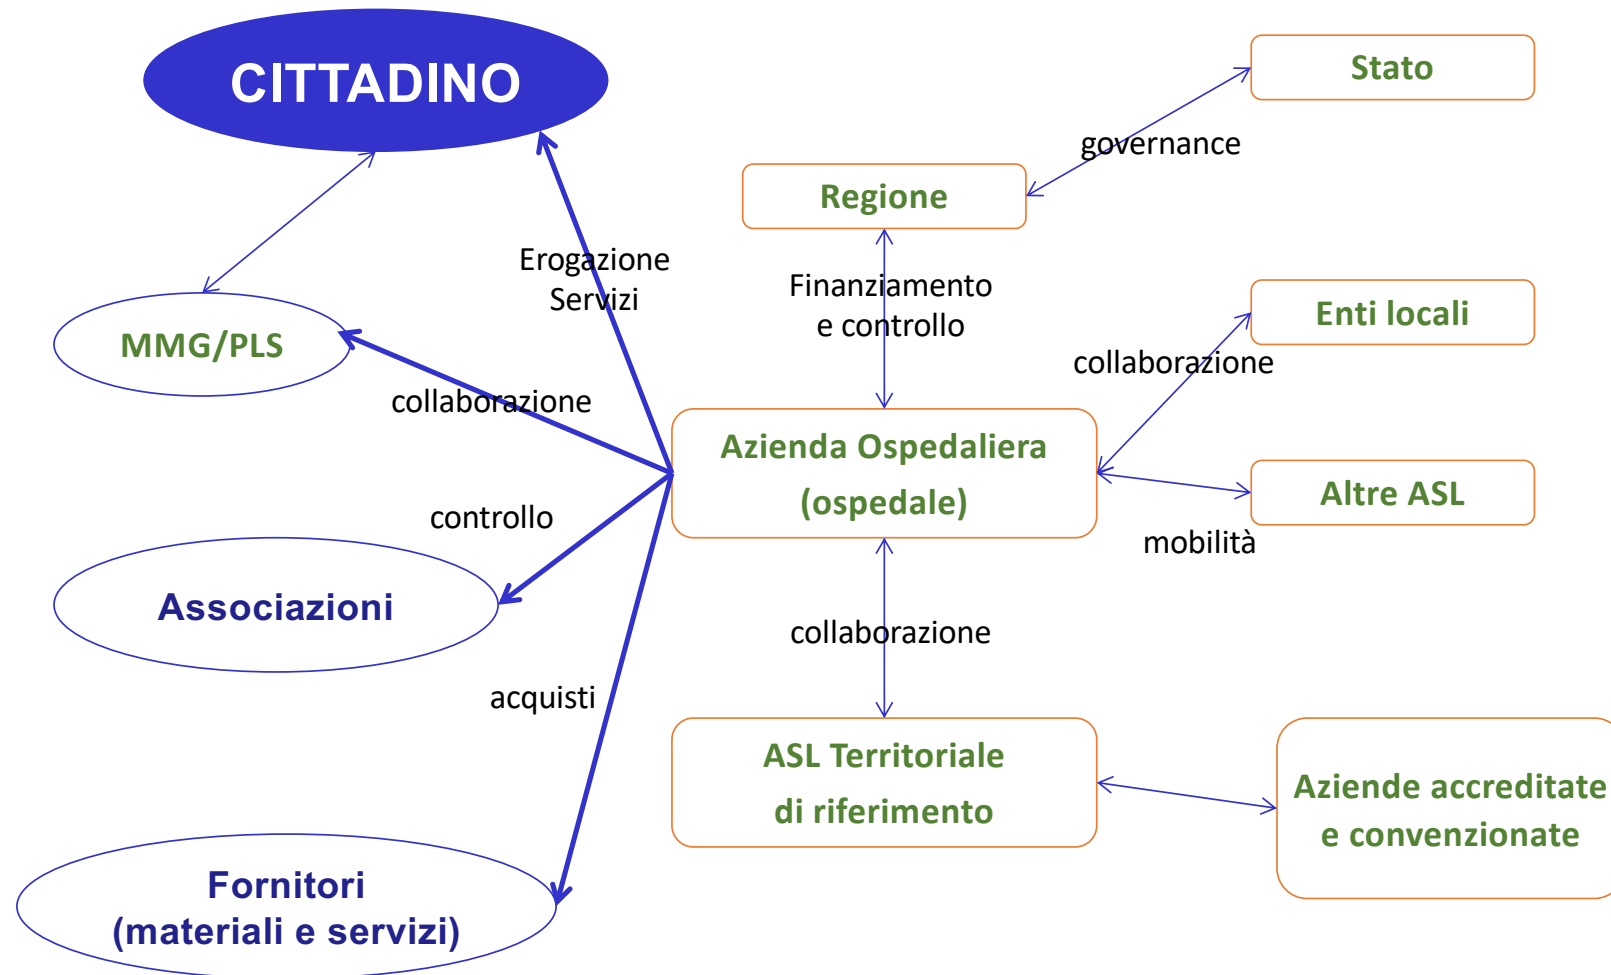 CITTADINO
Stato
governance
Regione
Erogazione
Servizi
Finanziamento
e controllo
Enti locali
MMG/PLS
collaborazione
collaborazione
Azienda Ospedaliera
(ospedale)
Altre ASL
controllo
mobilità
Associazioni
collaborazione
acquisti
ASL Territoriale
di riferimento
Aziende accreditate
e convenzionate
Fornitori
(materiali e servizi)